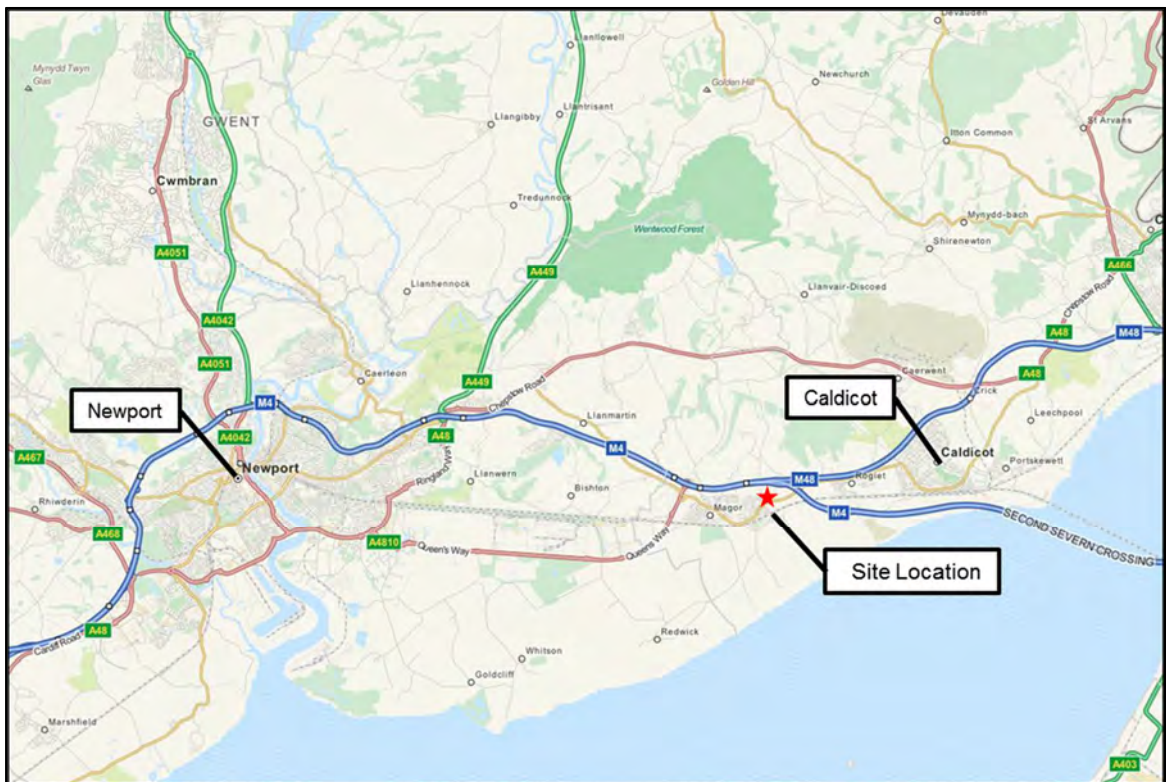 Devauden
Mynydd Twyn
Glas
Llanllowell
Newchurch
Golden Hill
Llantrisant
GWENT
Llangibby
St Arvans
Itton Common
Cwmbran
Tredunnock
Mynydd-bach
Wentwood Forest
Shirenewton
A4051
A449
A466
Llanhennock
Llanvair-Discoed
Chepstow Road
A4042
A48
M48
A4051
Caerleon
A449
Chepstow Road
Caerwent
A48
Crick
Newport
M4
Caldicot
Leechpool
Llanmartin
A4042
A48
M4
A467
Newport
Ringland Way
Llanwern
Caldicot
Portskewett
Rhiwderin
Bishton
M48
Rogiet
Magor
M4
SECOND SEVERN CROSSING
A468
A4810
Queen's Way
Queens Way
Site Location
A48
Cardiff Road
Redwick
Whitson
Goldcliff
Marshfield
A403